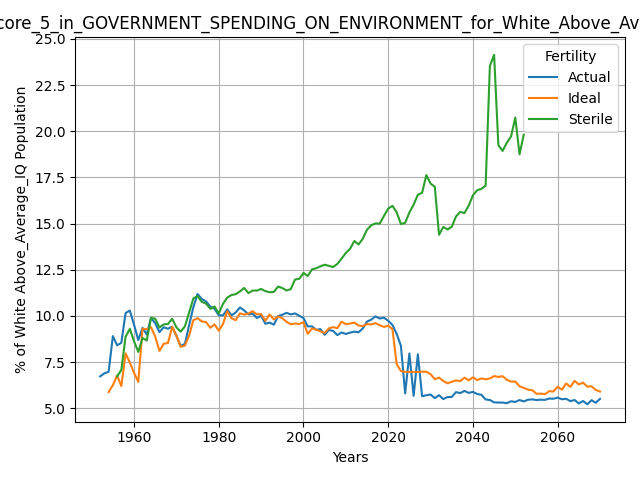 core_5_in_GOVERNMENT_SPENDING_ON_ENVIRONMENT_for_White_Above_Av
25.0
22.5
20.0
17.5
15.0
12.5
10.0
7.5
5.0
% of White Above_Average_IQ Population
Fertility
Actual
Ideal
Sterile
1960
1980
2000
2020
2040
2060
Years